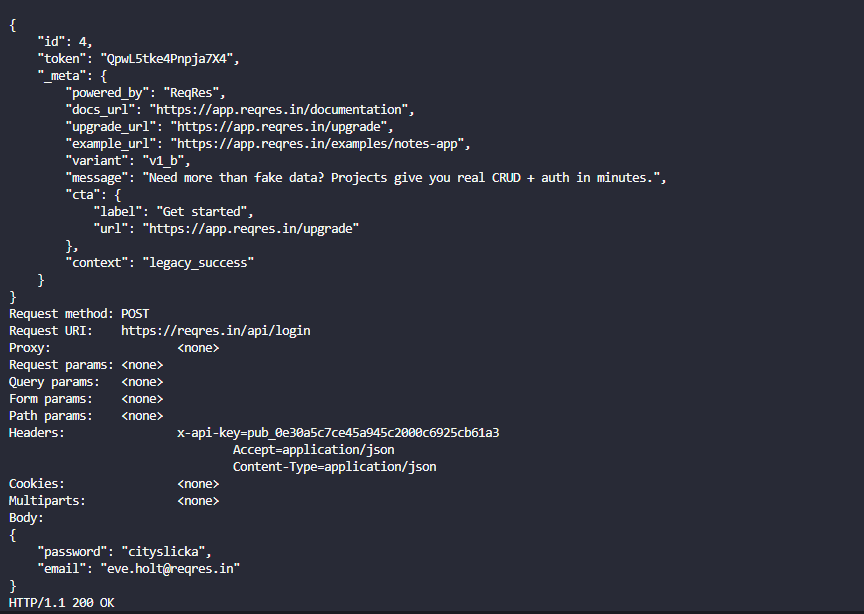 {
    "id": 4,
    "token": "QpwL5tke4Pnpja7X4",
    "_meta": {
        "powered_by": "ReqRes",
        "docs_url": "https://app.reqres.in/documentation",
        "upgrade_url": "https://app.reqres.in/upgrade",
        "example_url": "https://app.reqres.in/examples/notes-app",
        "variant": "v1_b",
        "message": "Need more than fake data? Projects give you real CRUD + auth in minutes.",
        "cta": {
            "label": "Get started",
            "url": "https://app.reqres.in/upgrade"
        },
        "context": "legacy_success"
    }
}
Request method: POST
Request URI:    https://reqres.in/api/login
Proxy:                  <none>
Request params: <none>
Query params:   <none>
Form params:    <none>
Path params:    <none>
Headers:                x-api-key=pub_0e30a5c7ce45a945c2000c6925cb61a3
                                Accept=application/json
                                Content-Type=application/json
Cookies:                <none>
Multiparts:             <none>
Body:
{
    "password": "cityslicka",
    "email": "eve.holt@reqres.in"
}
HTTP/1.1 200 OK